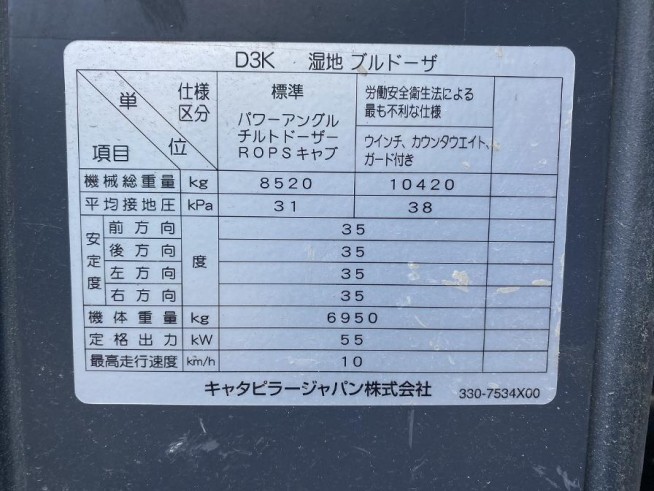 D3K 湿地 ブルドーザ
単位 仕様区分 項目
標準
パワーアングル
チルトドーザー
ROPSキャブ
労働安全衛生法による
最も不利な仕様
ウインチ、カウンタウエイト、
ガード付き
機械総重量 kg 8520 10420
平均接地圧 kPa 31 38
安定度 前方向 度 35
後方向 35
左方向 35
右方向 35
機体重量 kg 6950
定格出力 kW 55
最高走行速度 km/h 10
キャタピラージャパン株式会社 330-7534X00